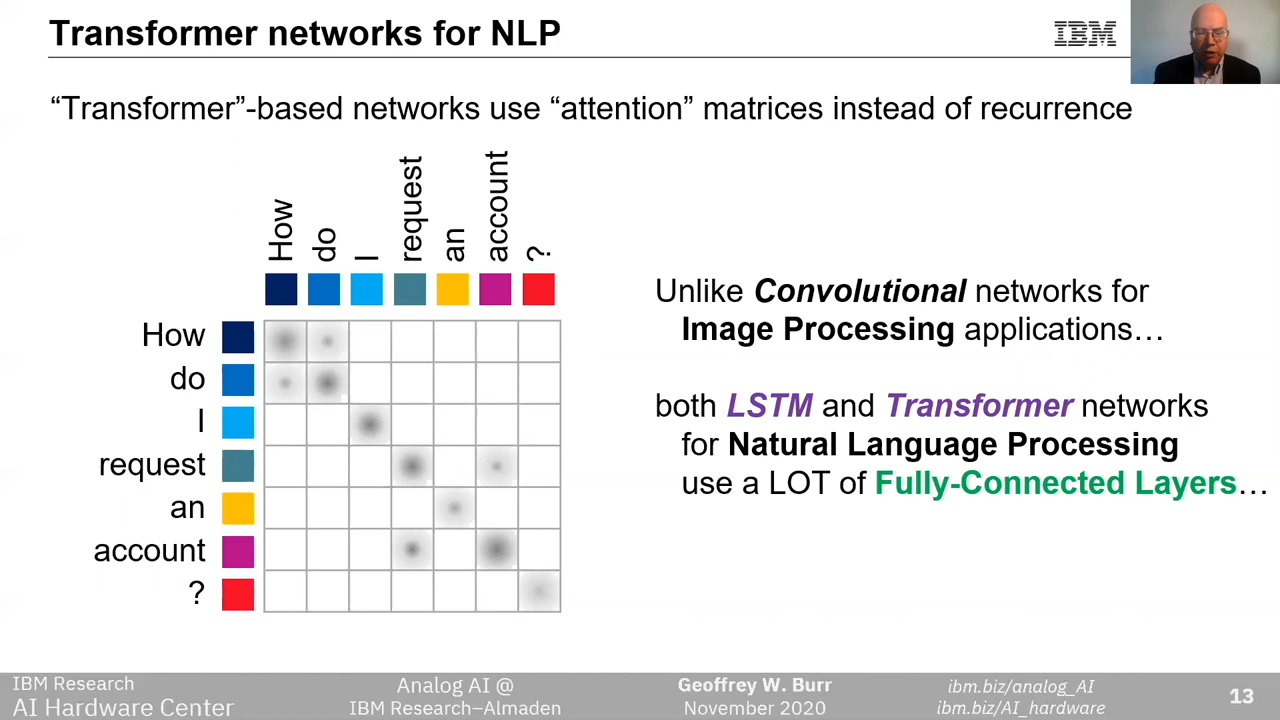 Transformer networks for NLP
IBM
“Transformer”-based networks use “attention” matrices instead of recurrence
How
do
I
request
an
account
?
How
do
I
request
an
account
?
Unlike Convolutional networks for
Image Processing applications…
both LSTM and Transformer networks
for Natural Language Processing
use a LOT of Fully-Connected Layers…
IBM Research
AI Hardware Center
Analog AI @
IBM Research–Almaden
Geoffrey W. Burr
November 2020
ibm.biz/analog_AI
ibm.biz/AI_hardware
13